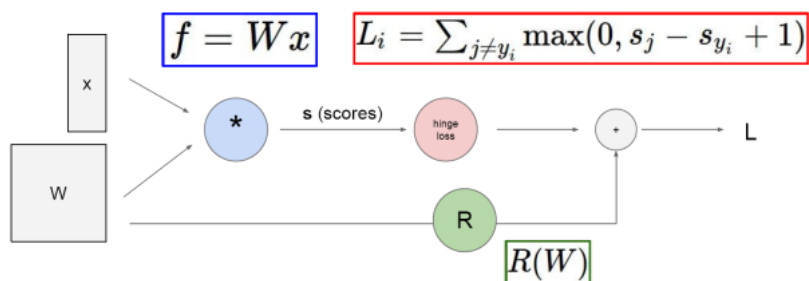 f = Wx
L_i = ∑_{j≠y_i} max(0, s_j − s_{y_i} + 1)
x
*
s (scores)
hinge
loss
+
L
W
R
R(W)